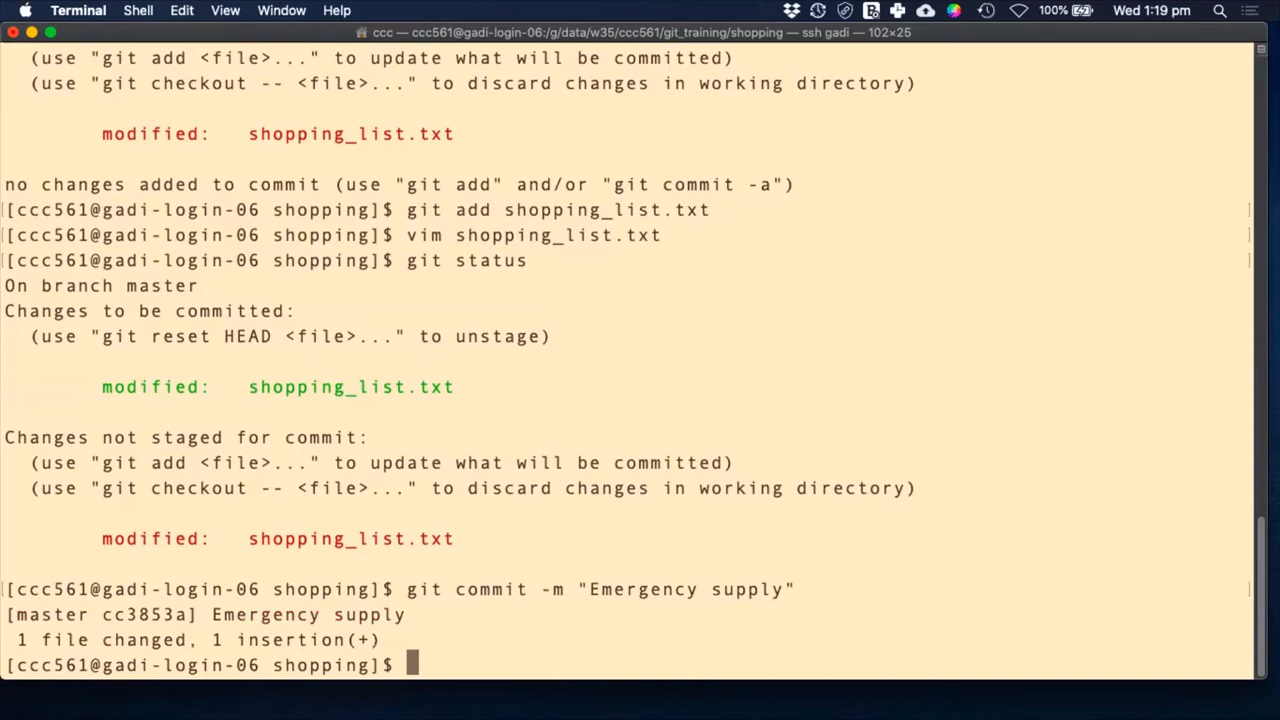 Terminal Shell Edit View Window Help 100% Wed 1:19 pm
ccc — ccc561@gadi-login-06:/g/data/w35/ccc561/git_training/shopping — ssh gadi — 102×25
(use "git add <file>..." to update what will be committed)
(use "git checkout -- <file>..." to discard changes in working directory)
modified: shopping_list.txt
no changes added to commit (use "git add" and/or "git commit -a")
[ccc561@gadi-login-06 shopping]$ git add shopping_list.txt
[ccc561@gadi-login-06 shopping]$ vim shopping_list.txt
[ccc561@gadi-login-06 shopping]$ git status
On branch master
Changes to be committed:
(use "git reset HEAD <file>..." to unstage)
modified: shopping_list.txt
Changes not staged for commit:
(use "git add <file>..." to update what will be committed)
(use "git checkout -- <file>..." to discard changes in working directory)
modified: shopping_list.txt
[ccc561@gadi-login-06 shopping]$ git commit -m "Emergency supply"
[master cc3853a] Emergency supply
1 file changed, 1 insertion(+)
[ccc561@gadi-login-06 shopping]$